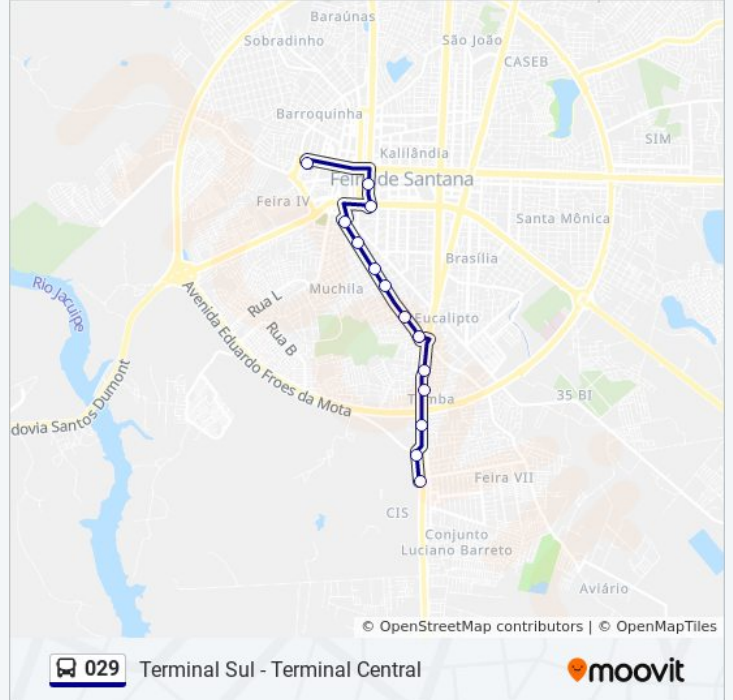 Baraúnas
Sobradinho
São João
CASEB
Barroquinha
SIM
Kalilândia
Feira de Santana
Feira IV
Santa Mônica
Brasília
Rio Jacuípe
Muchila
Rua L
Eucalipto
Rua B
Avenida Eduardo Froes da Mota
35 BI
Tomba
dovia Santos Dumont
Feira VII
CIS
Conjunto
Luciano Barreto
Aviário
© OpenStreetMap contributors | © OpenMapTiles
029 Terminal Sul - Terminal Central
moovit